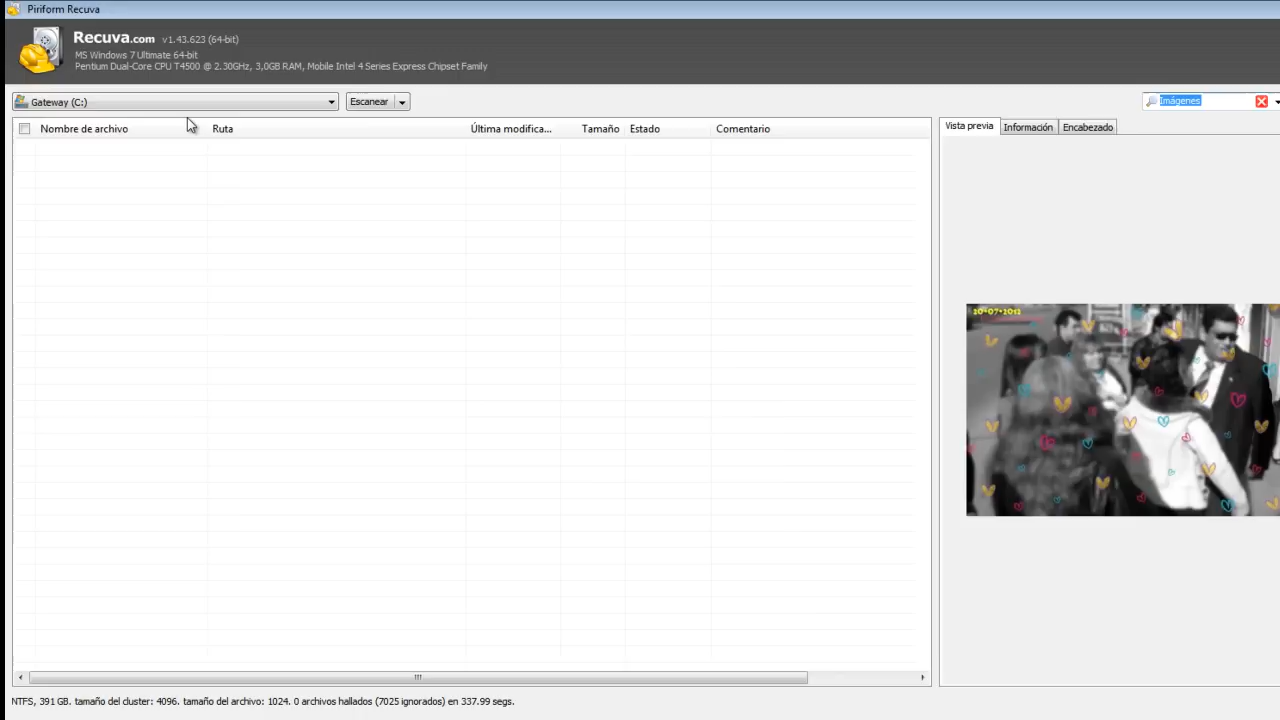 Piriform Recuva
Recuva.com v1.43.623 (64-bit)
MS Windows 7 Ultimate 64-bit
Pentium Dual-Core CPU T4500 @ 2.30GHz, 3,0GB RAM, Mobile Intel 4 Series Express Chipset Family
Gateway (C:) Escanear Imágenes
Nombre de archivo Ruta Última modifica... Tamaño Estado Comentario
Vista previa Información Encabezado
20-07-2012
NTFS, 391 GB. tamaño del cluster: 4096. tamaño del archivo: 1024. 0 archivos hallados (7025 ignorados) en 337.99 segs.